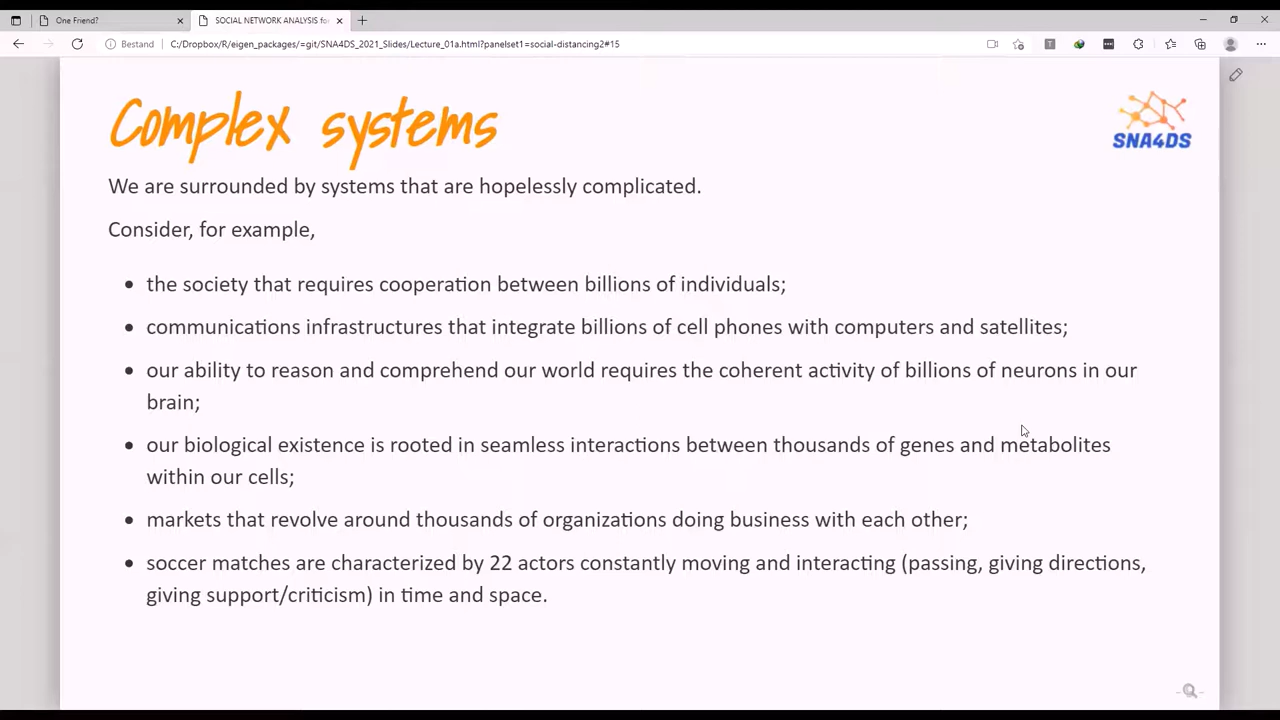 One Friend?
SOCIAL NETWORK ANALYSIS fo
Bestand
C:/Dropbox/R/eigen_packages/=git/SNA4DS_2021_Slides/Lecture_01a.html?panelset1=social-distancing2#15
Complex systems
SNA4DS
We are surrounded by systems that are hopelessly complicated.
Consider, for example,
• the society that requires cooperation between billions of individuals;
• communications infrastructures that integrate billions of cell phones with computers and satellites;
• our ability to reason and comprehend our world requires the coherent activity of billions of neurons in our
brain;
• our biological existence is rooted in seamless interactions between thousands of genes and metabolites
within our cells;
• markets that revolve around thousands of organizations doing business with each other;
• soccer matches are characterized by 22 actors constantly moving and interacting (passing, giving directions,
giving support/criticism) in time and space.